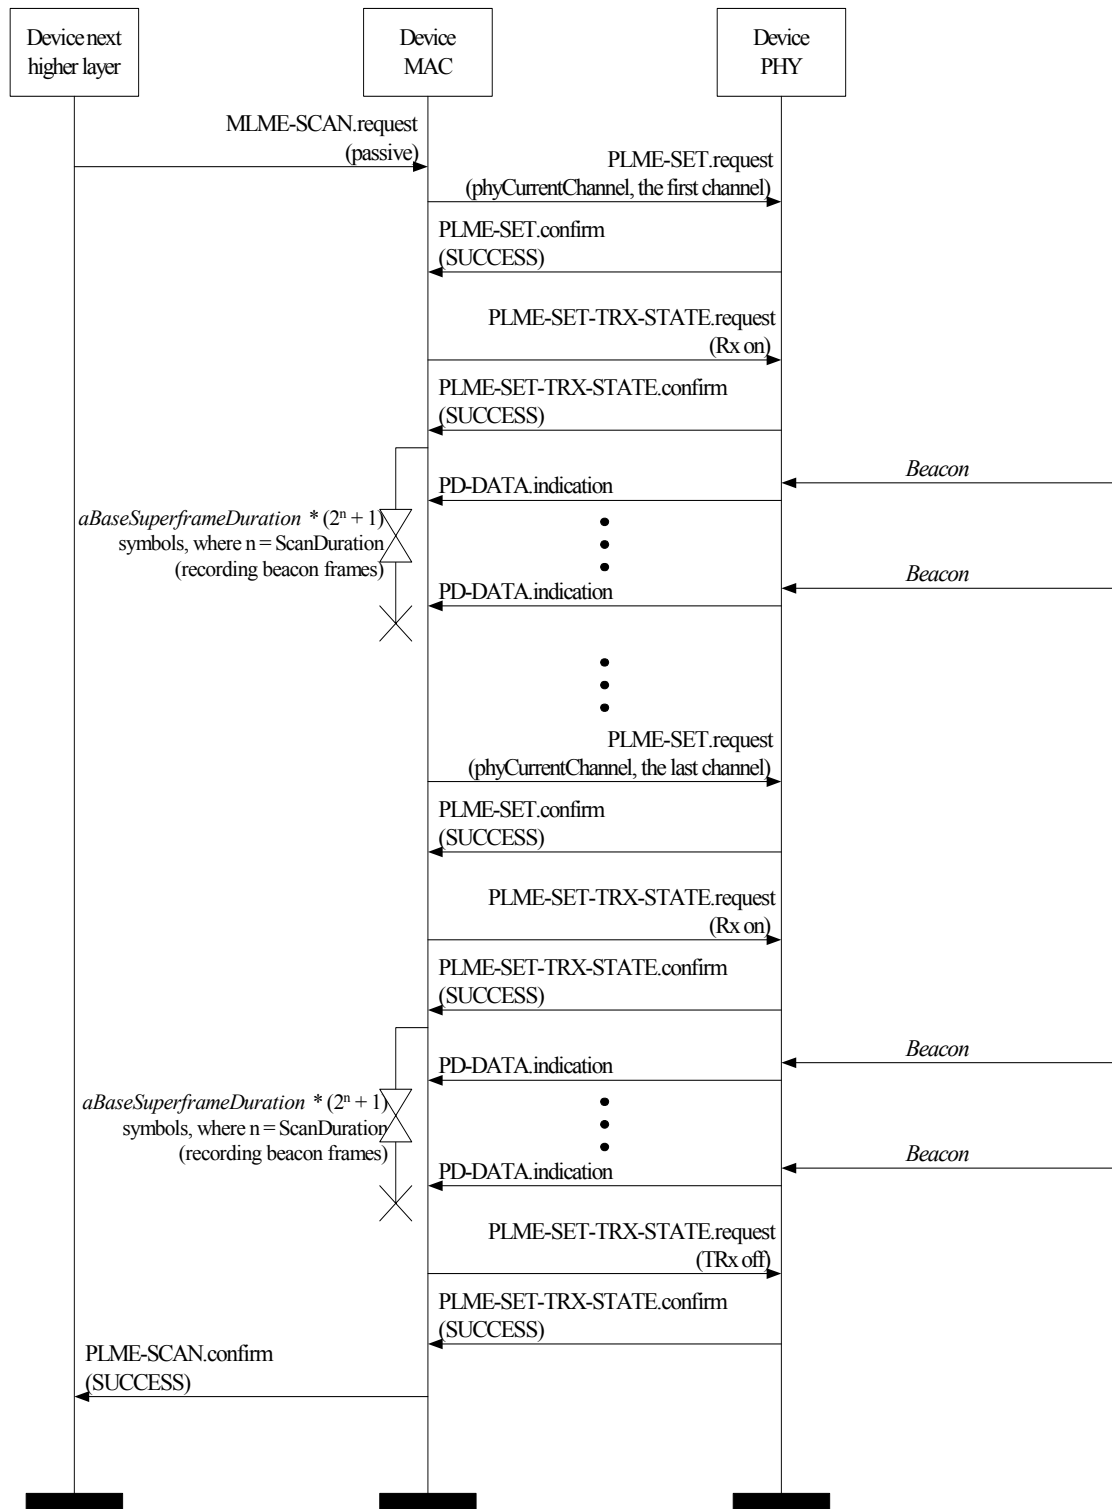 Device next
higher layer
Device
MAC
Device
PHY
MLME-SCAN.request
(passive)
PLME-SET.request
(phyCurrentChannel, the first channel)
PLME-SET.confirm
(SUCCESS)
PLME-SET-TRX-STATE.request
(Rx on)
PLME-SET-TRX-STATE.confirm
(SUCCESS)
Beacon
PD-DATA.indication
aBaseSuperframeDuration * (2ⁿ + 1)
symbols, where n = ScanDuration
(recording beacon frames)
Beacon
PD-DATA.indication
PLME-SET.request
(phyCurrentChannel, the last channel)
PLME-SET.confirm
(SUCCESS)
PLME-SET-TRX-STATE.request
(Rx on)
PLME-SET-TRX-STATE.confirm
(SUCCESS)
Beacon
PD-DATA.indication
aBaseSuperframeDuration * (2ⁿ + 1)
symbols, where n = ScanDuration
(recording beacon frames)
Beacon
PD-DATA.indication
PLME-SET-TRX-STATE.request
(TRx off)
PLME-SET-TRX-STATE.confirm
(SUCCESS)
PLME-SCAN.confirm
(SUCCESS)